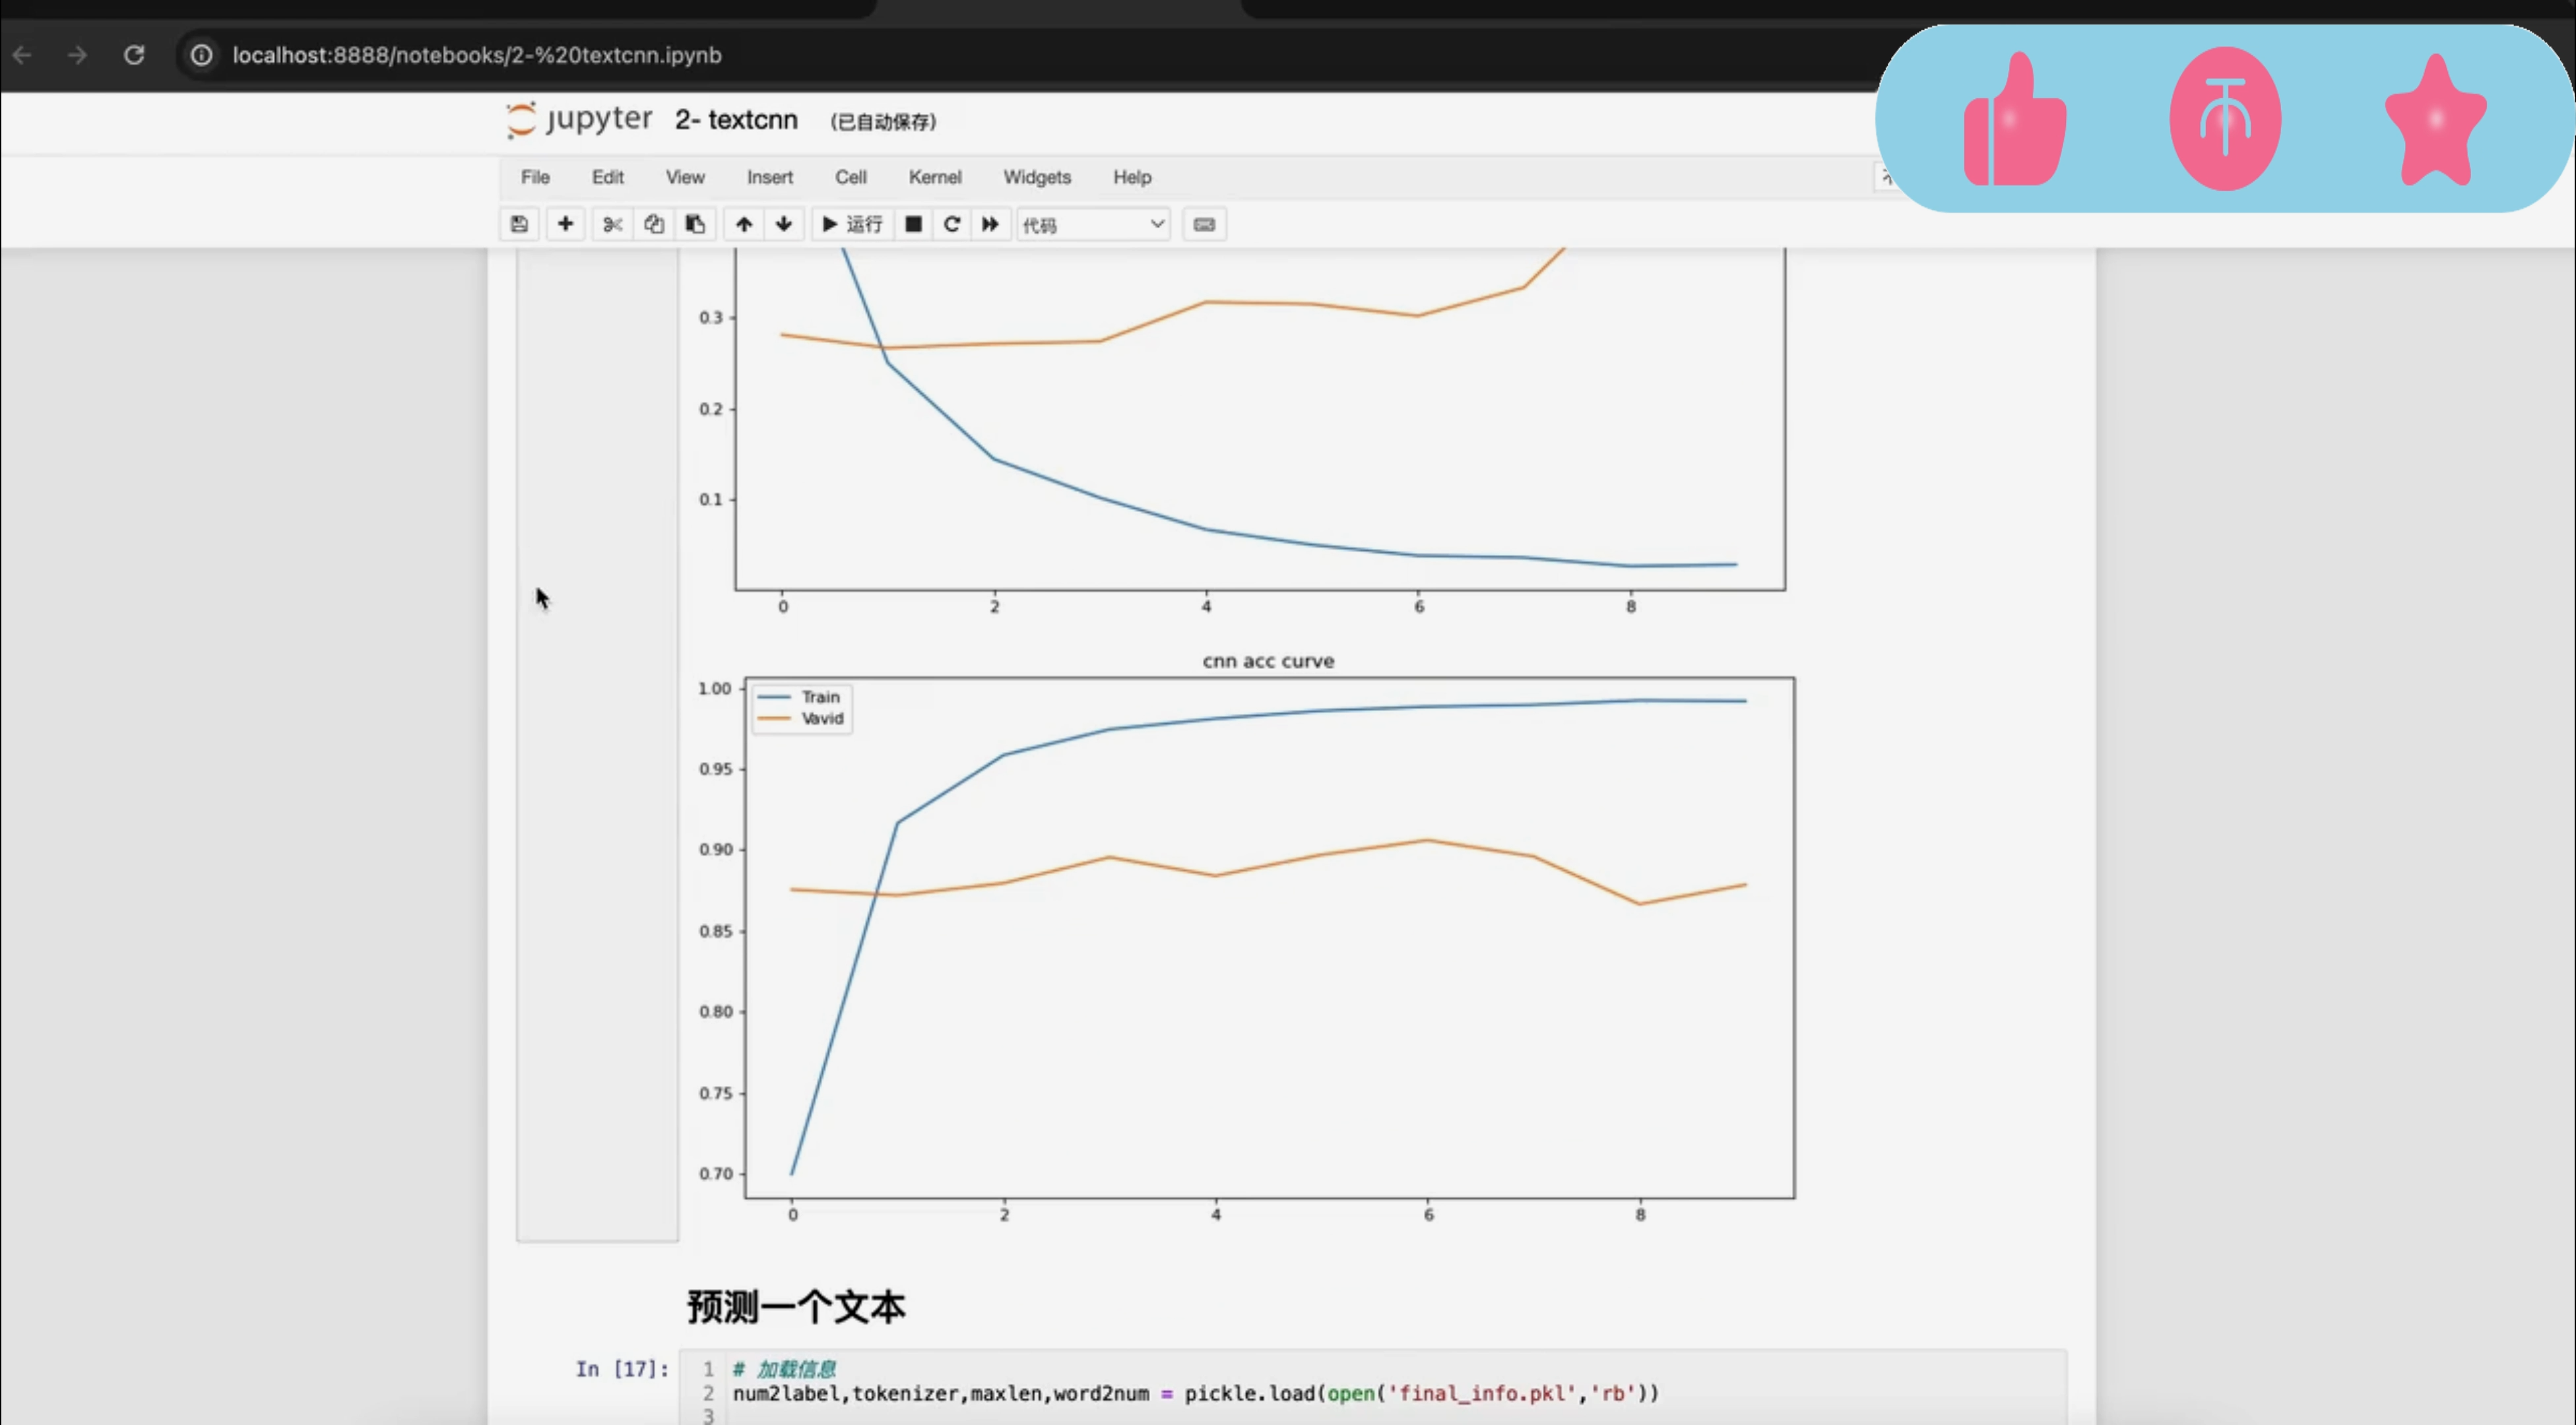 localhost:8888/notebooks/2-%20textcnn.ipynb
jupyter 2- textcnn (已自动保存)
File Edit View Insert Cell Kernel Widgets Help
运行 代码
0.3
0.2
0.1
0 2 4 6 8
cnn acc curve
Train
Vavid
1.00
0.95
0.90
0.85
0.80
0.75
0.70
0 2 4 6 8
预测一个文本
In [17]:
1 # 加载信息
2 num2label,tokenizer,maxlen,word2num = pickle.load(open('final_info.pkl','rb'))
3